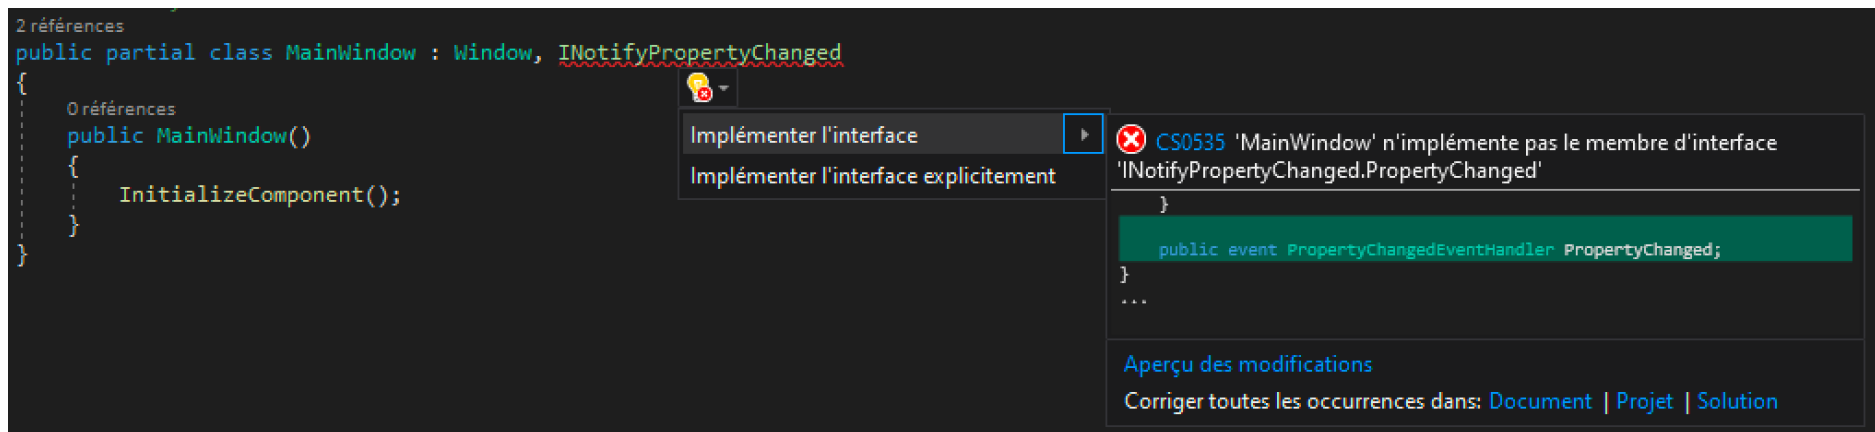 2 références
public partial class MainWindow : Window, INotifyPropertyChanged
{
0 références
public MainWindow()
{
InitializeComponent();
}
}
Implémenter l'interface
Implémenter l'interface explicitement
CS0535 'MainWindow' n'implémente pas le membre d'interface
'INotifyPropertyChanged.PropertyChanged'
}
public event PropertyChangedEventHandler PropertyChanged;
}
...
Aperçu des modifications
Corriger toutes les occurrences dans: Document | Projet | Solution